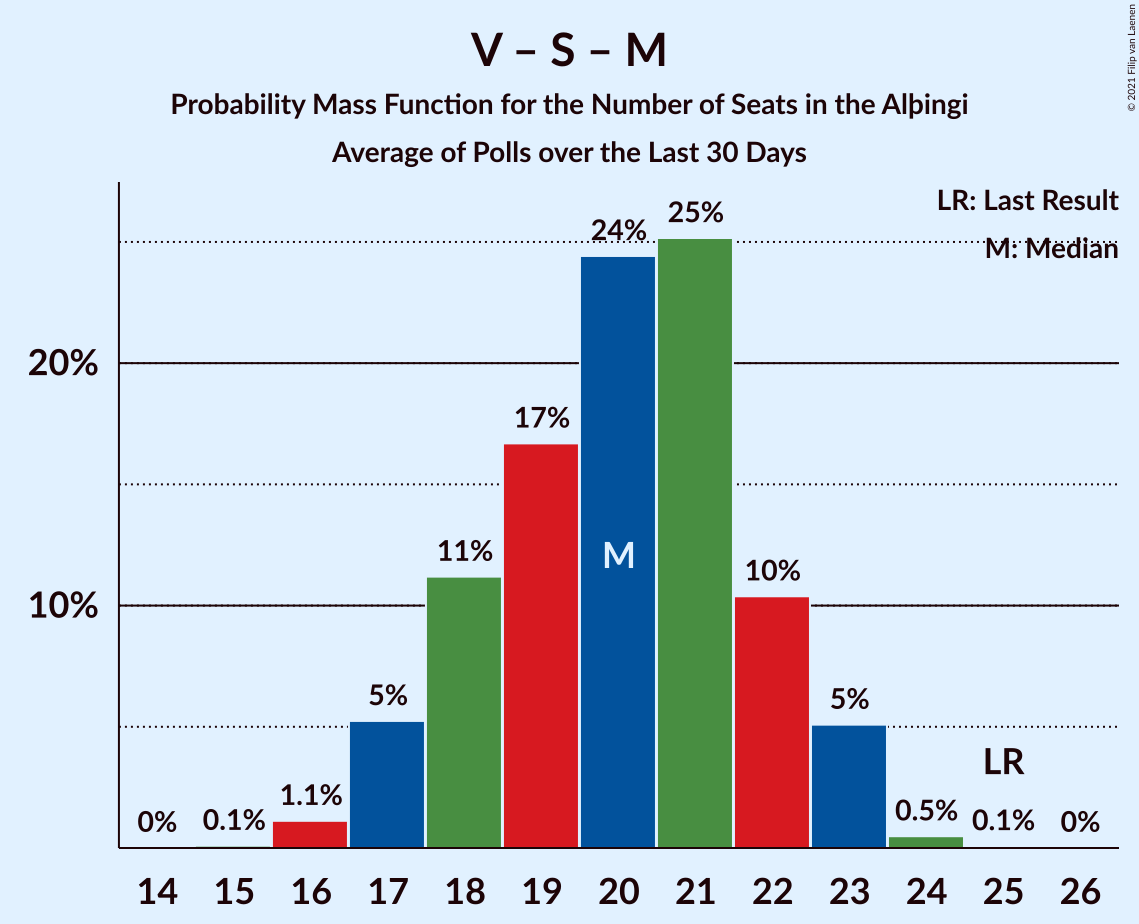 V – S – M
Probability Mass Function for the Number of Seats in the Alþingi
Average of Polls over the Last 30 Days
© 2021 Filip van Laenen
LR: Last Result
M: Median
20%
10%
0%
0.1%
1.1%
5%
11%
17%
24%
25%
10%
5%
0.5%
0.1%
0%
M
LR
14 15 16 17 18 19 20 21 22 23 24 25 26